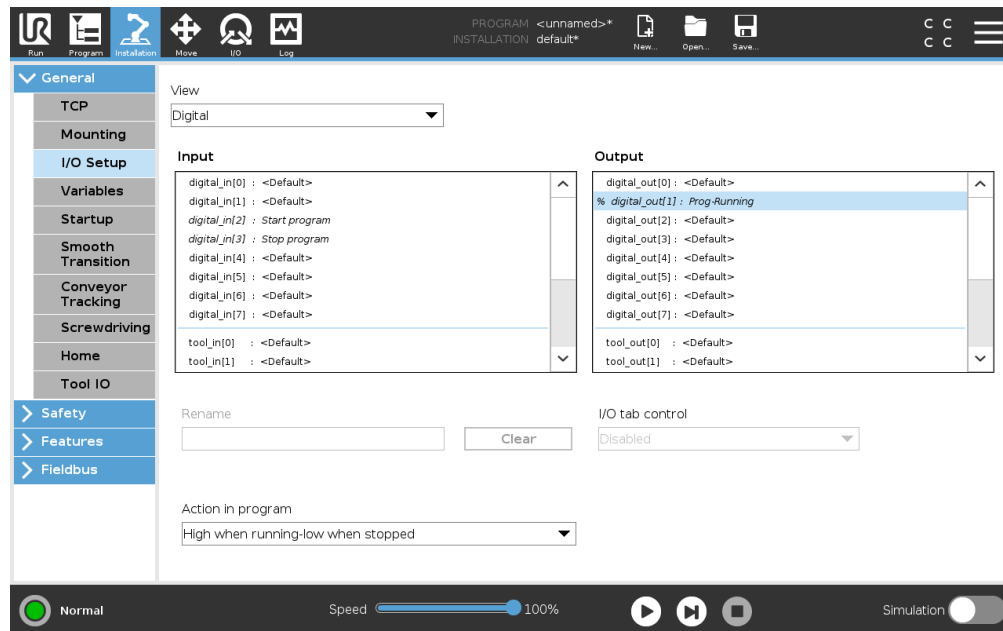 UR
Run
Program
Installation
Move
I/O
Log
PROGRAM <unnamed>*
INSTALLATION default*
New...
Open...
Save...
C C
C C
General
TCP
Mounting
I/O Setup
Variables
Startup
Smooth
Transition
Conveyor
Tracking
Screwdriving
Home
Tool IO
Safety
Features
Fieldbus
View
Digital
Input
digital_in[0] : <Default>
digital_in[1] : <Default>
digital_in[2] : Start program
digital_in[3] : Stop program
digital_in[4] : <Default>
digital_in[5] : <Default>
digital_in[6] : <Default>
digital_in[7] : <Default>
tool_in[0] : <Default>
tool_in[1] : <Default>
Output
digital_out[0] : <Default>
% digital_out[1] : Prog-Running
digital_out[2] : <Default>
digital_out[3] : <Default>
digital_out[4] : <Default>
digital_out[5] : <Default>
digital_out[6] : <Default>
digital_out[7] : <Default>
tool_out[0] : <Default>
tool_out[1] : <Default>
Rename
Clear
I/O tab control
Disabled
Action in program
High when running-low when stopped
Normal
Speed
100%
Simulation